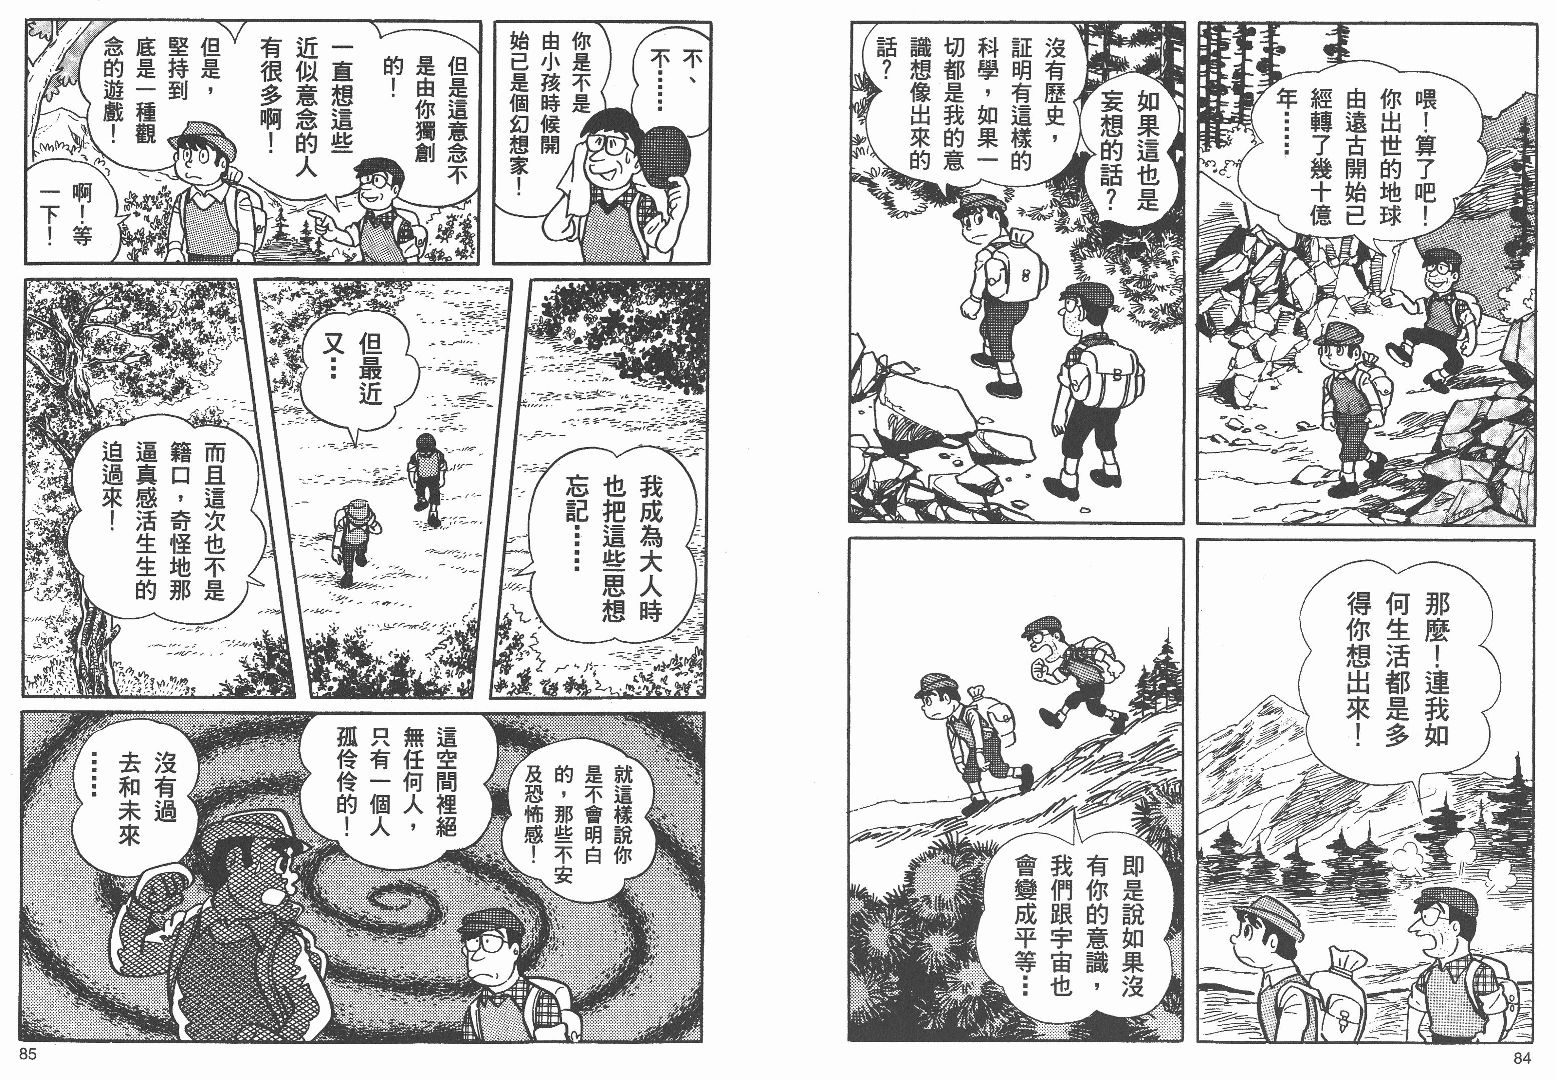 喂!算了吧!
你出世的地球
由遠古開始已
經轉了幾十億
年……
如果這也是
妄想的話?
沒有歷史，
証明有這樣的
科學，如果一
切都是我的意
識想像出來的
話?
那麼!連我如
何生活都是多
得你想出來!
即是說如果沒
有你的意識，
我們跟宇宙也
會變成平等…
84
不、
不……
你是不是
由小孩時候開
始已是個幻想家!
但是這意念不
是由你獨創
的!
一直想這些
近似意念的人
有很多啊!
但是，
堅持到
底是一種觀
念的遊戲!
啊!等
一下!
我成為大人時
也把這些思想
忘記……
但最近
又…
而且這次也不是
籍口，奇怪地那
逼真感活生生的
迫過來!
就這樣說你
是不會明白
的，那些不安
及恐怖感!
這空間裡絕
無任何人，
只有一個人
孤伶伶的!
沒有過
去和未來
……
85